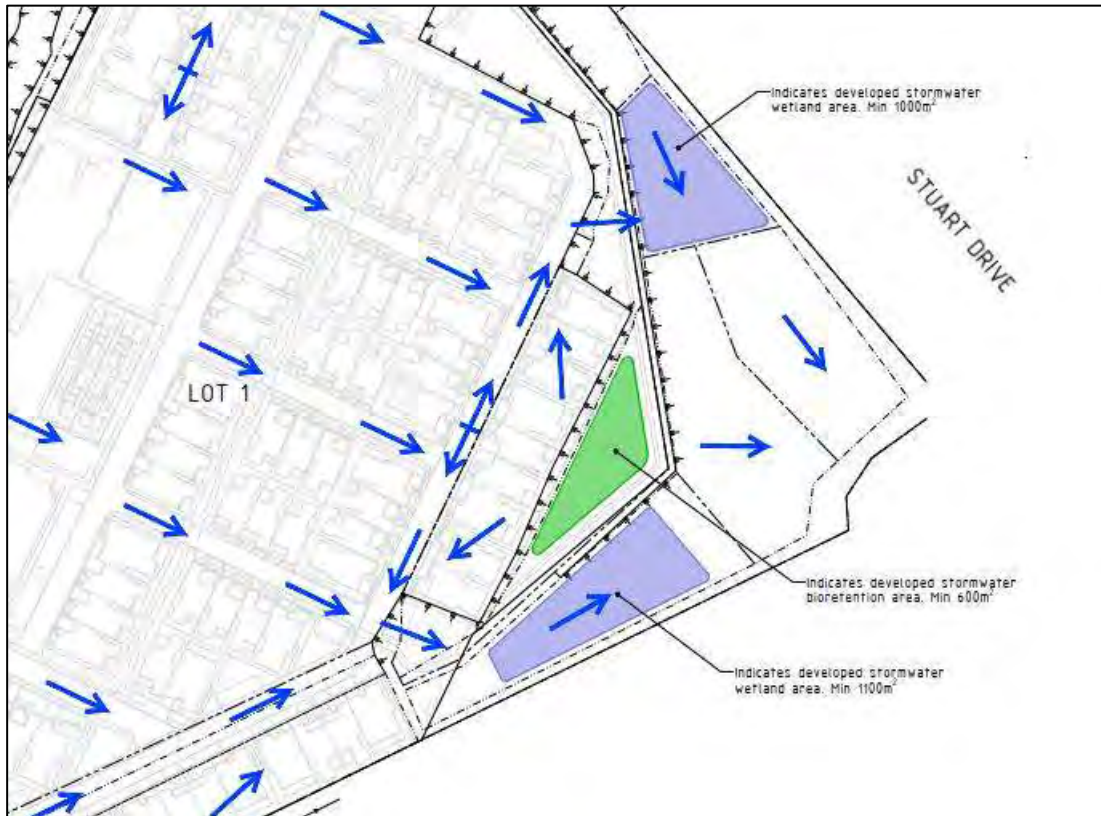 Indicates developed stormwater
wetland area. Min 1000m²
STUART DRIVE
LOT 1
Indicates developed stormwater
bioretention area. Min 600m²
Indicates developed stormwater
wetland area. Min 1100m²